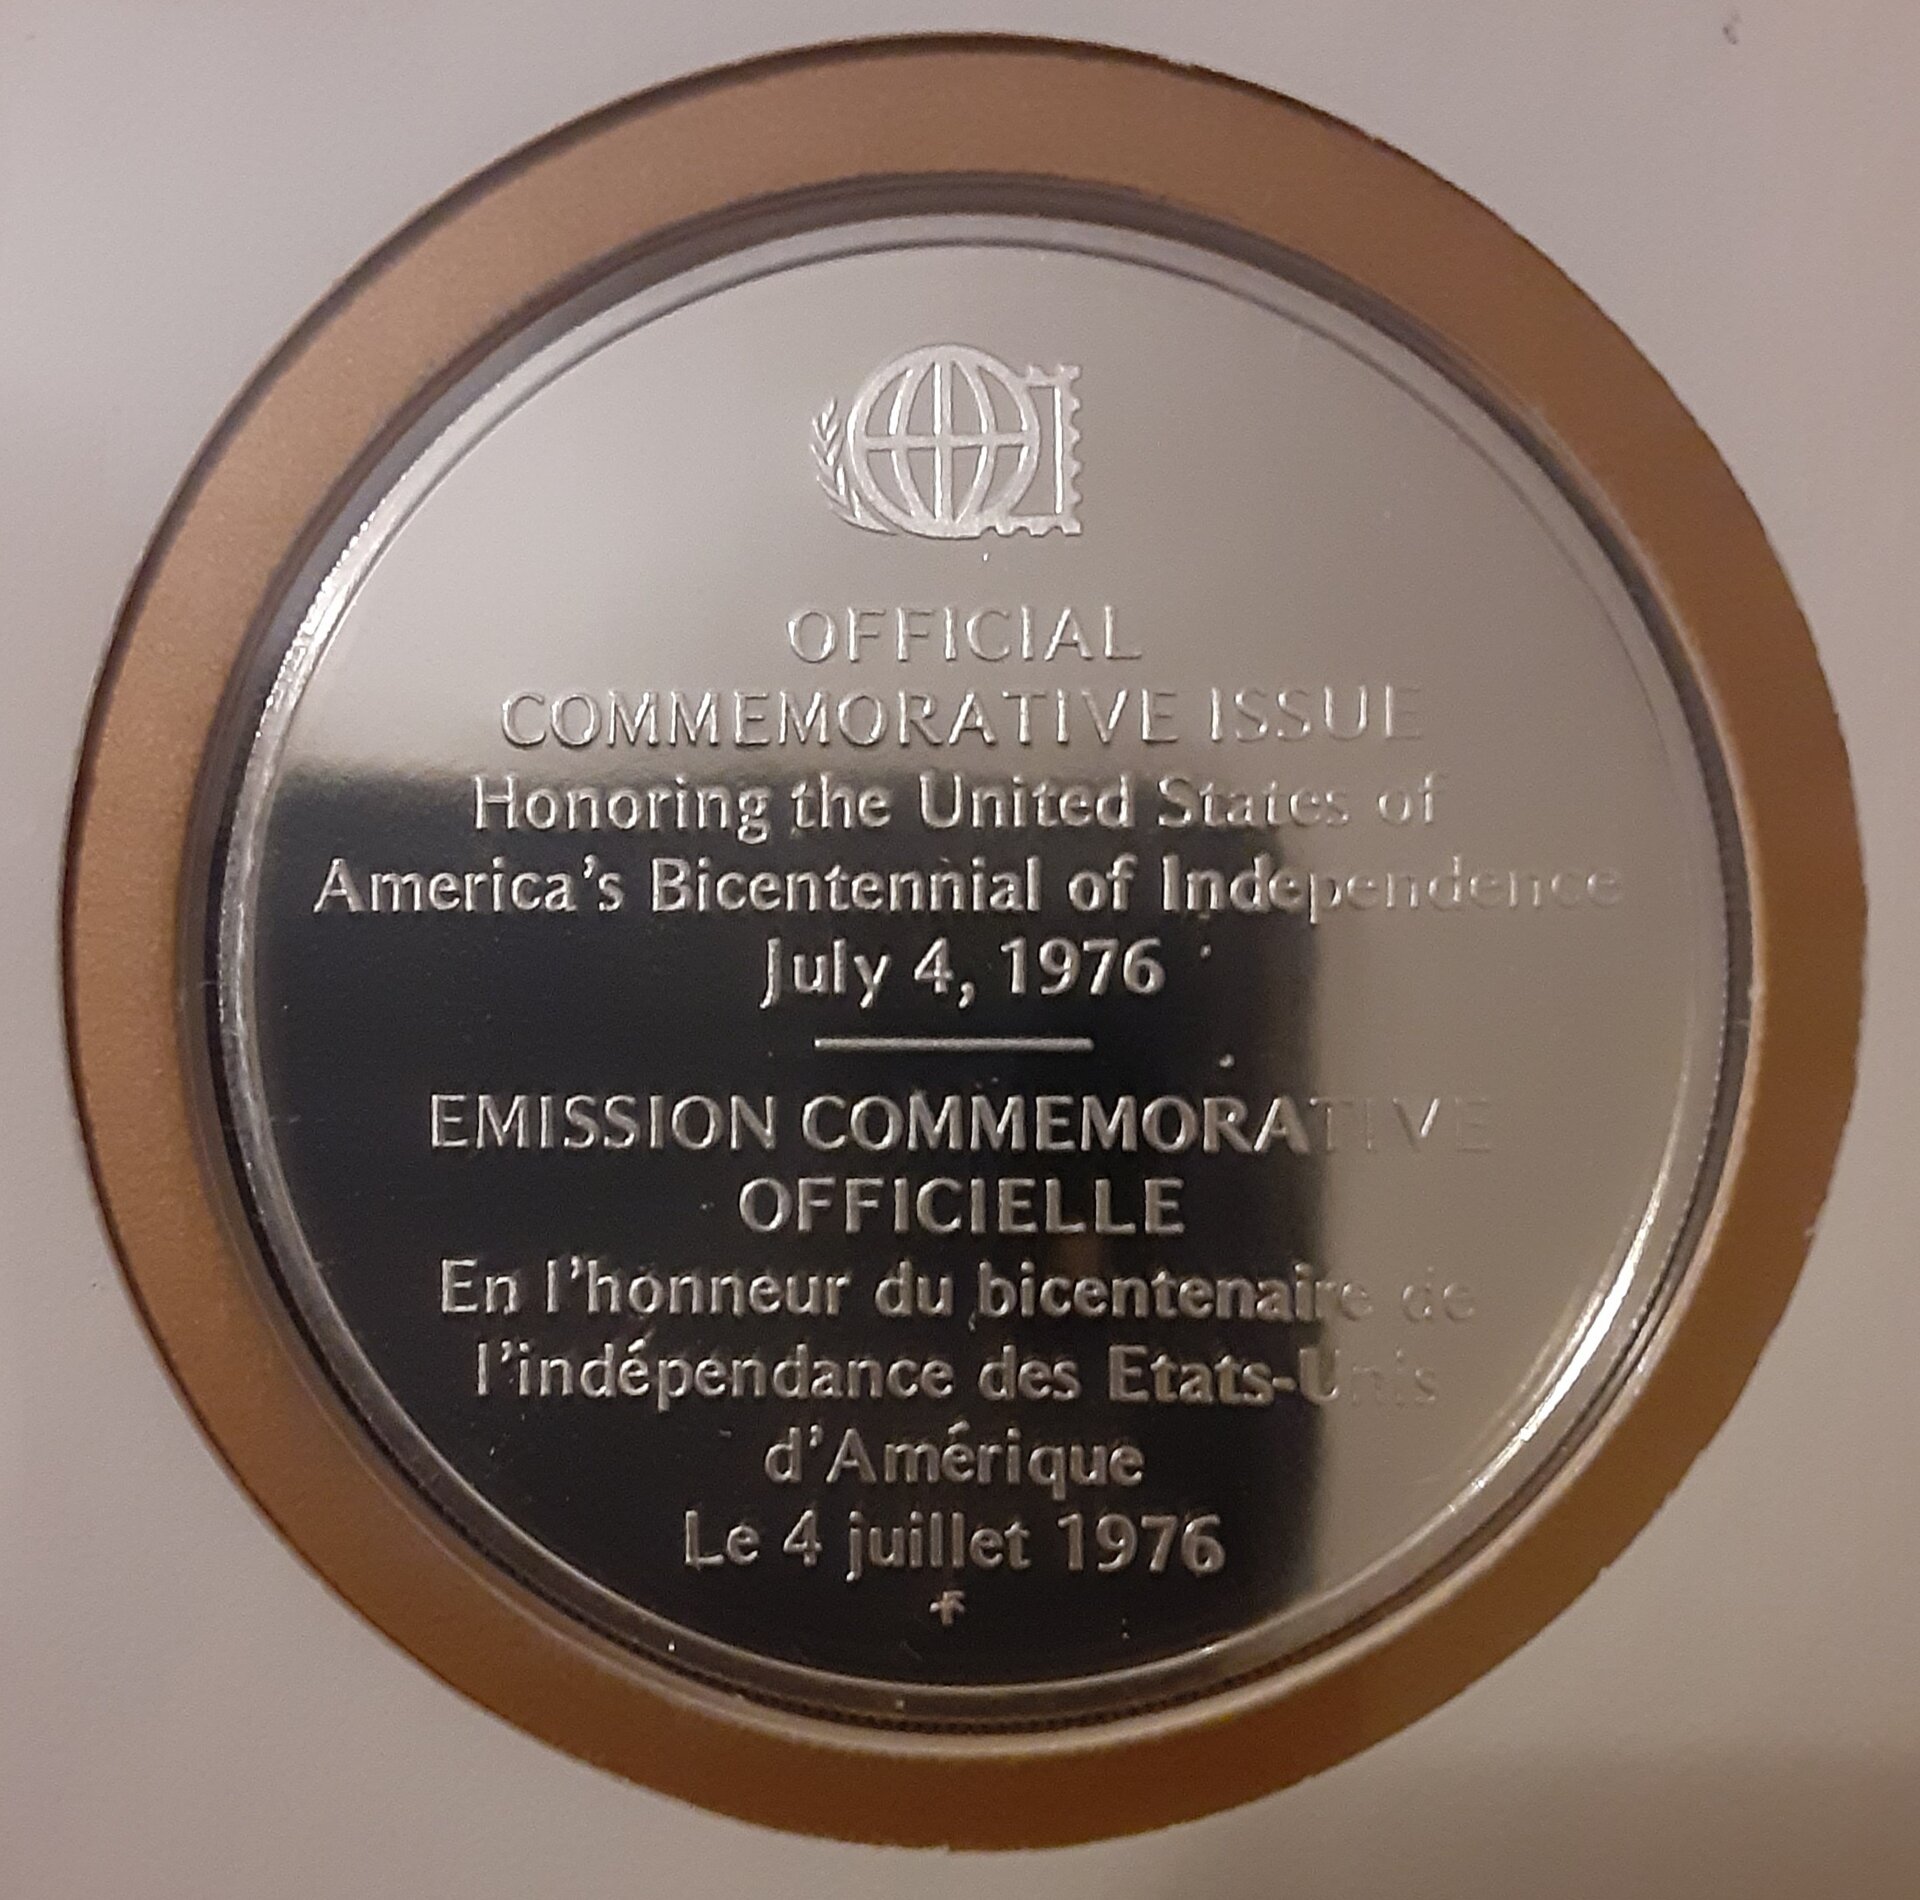 OFFICIAL
COMMEMORATIVE ISSUE
Honoring the United States of
America's Bicentennial of Independence
July 4, 1976
EMISSION COMMEMORATIVE
OFFICIELLE
En l'honneur du bicentenaire de
l'indépendance des Etats-Unis
d'Amérique
Le 4 juillet 1976